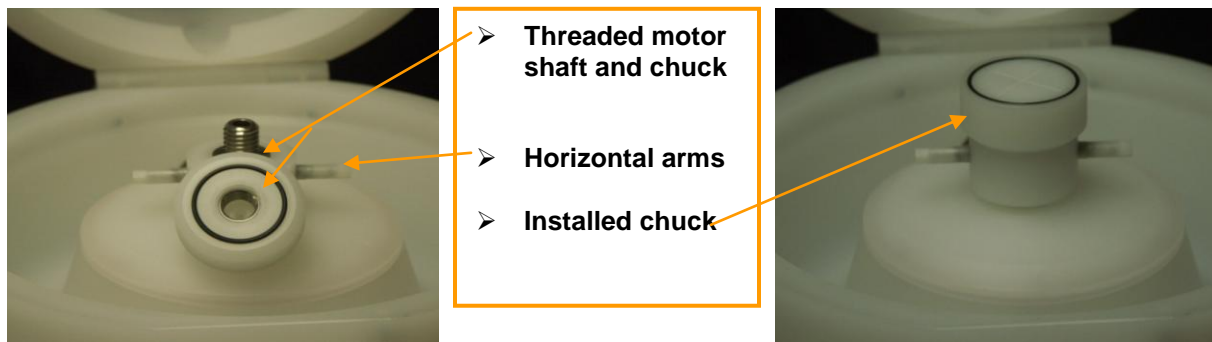 ➢ Threaded motor
shaft and chuck
➢ Horizontal arms
➢ Installed chuck